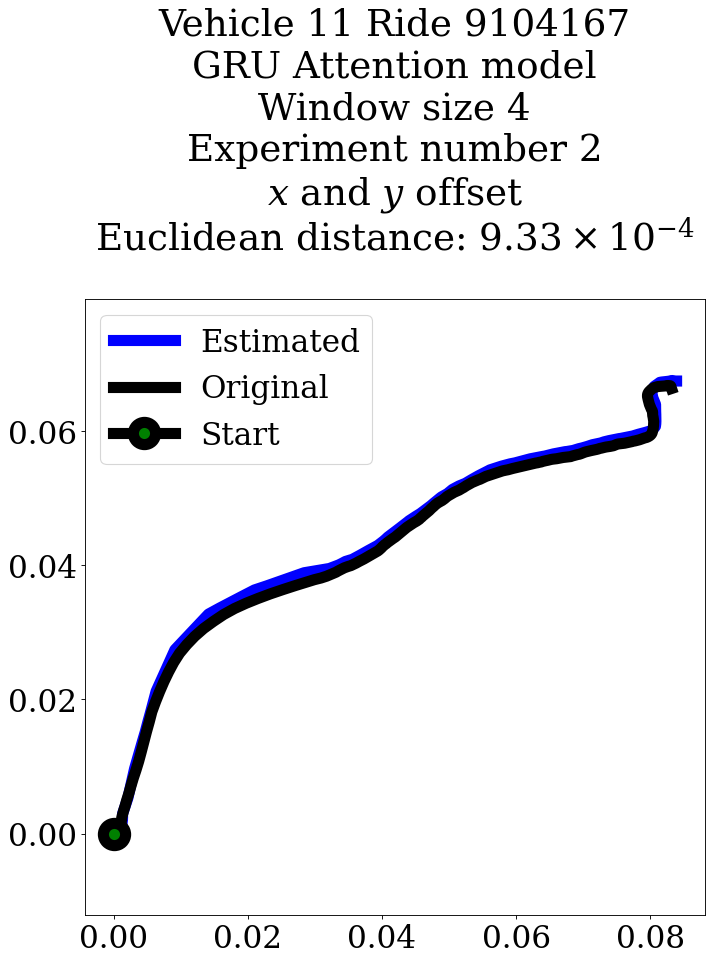 Vehicle 11 Ride 9104167
GRU Attention model
Window size 4
Experiment number 2
x and y offset
Euclidean distance: 9.33 × 10⁻⁴
Estimated
Original
Start
0.06
0.04
0.02
0.00
0.00 0.02 0.04 0.06 0.08